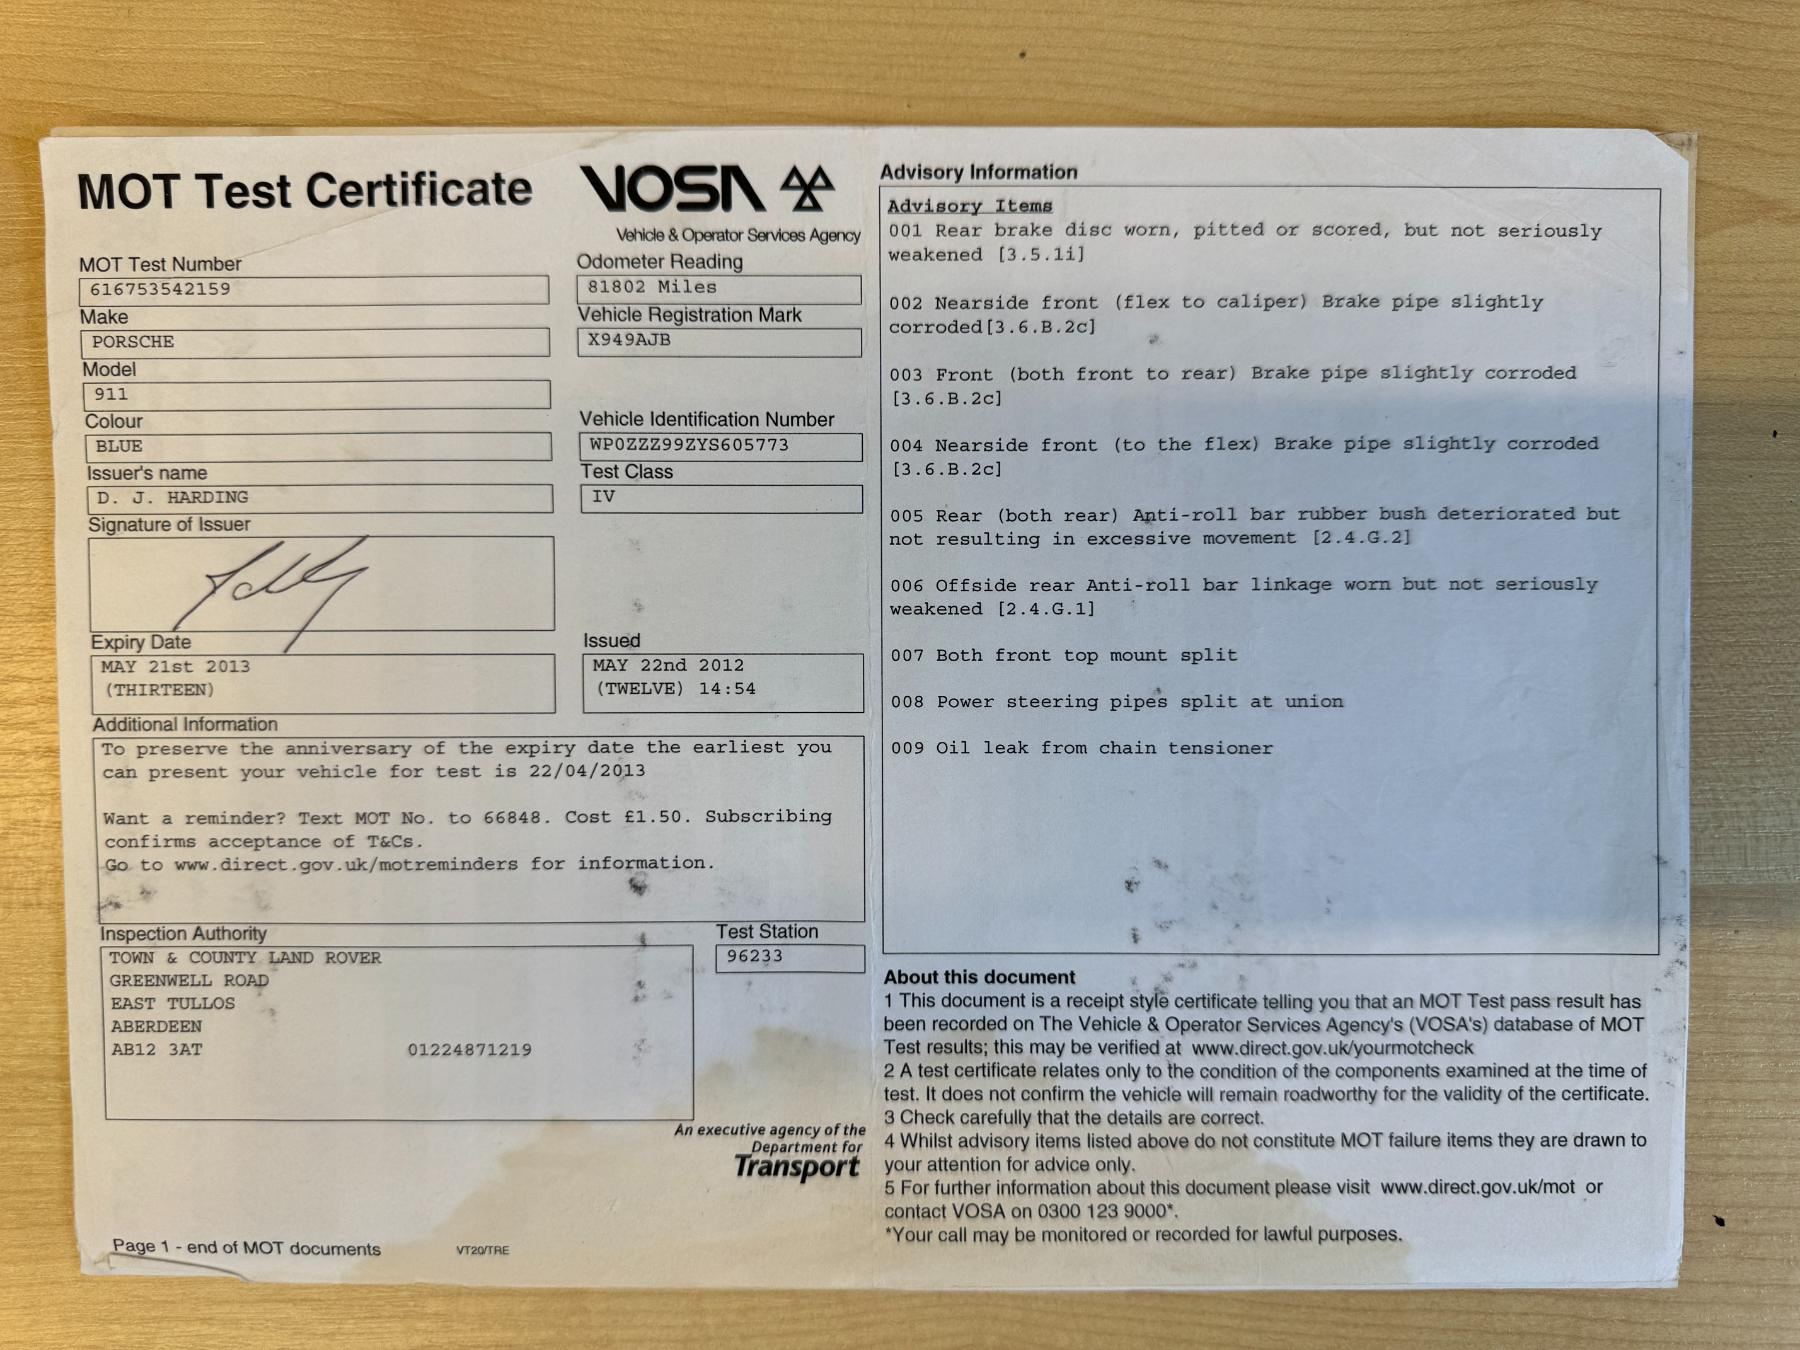 MOT Test Certificate
VOSA
Vehicle & Operator Services Agency
MOT Test Number
616753542159
Odometer Reading
81802 Miles
Make
PORSCHE
Vehicle Registration Mark
X949AJB
Model
911
Colour
BLUE
Vehicle Identification Number
WP0ZZZ99ZYS605773
Issuer's name
D. J. HARDING
Test Class
IV
Signature of Issuer
Expiry Date
MAY 21st 2013
(THIRTEEN)
Issued
MAY 22nd 2012
(TWELVE) 14:54
Additional Information
To preserve the anniversary of the expiry date the earliest you
can present your vehicle for test is 22/04/2013
Want a reminder? Text MOT No. to 66848. Cost £1.50. Subscribing
confirms acceptance of T&Cs.
Go to www.direct.gov.uk/motreminders for information.
Inspection Authority
TOWN & COUNTY LAND ROVER
GREENWELL ROAD
EAST TULLOS
ABERDEEN
AB12 3AT 01224871219
Test Station
96233
An executive agency of the
Department for
Transport
Page 1 - end of MOT documents
VT20/TRE
Advisory Information
Advisory Items
001 Rear brake disc worn, pitted or scored, but not seriously
weakened [3.5.1i]
002 Nearside front (flex to caliper) Brake pipe slightly
corroded[3.6.B.2c]
003 Front (both front to rear) Brake pipe slightly corroded
[3.6.B.2c]
004 Nearside front (to the flex) Brake pipe slightly corroded
[3.6.B.2c]
005 Rear (both rear) Anti-roll bar rubber bush deteriorated but
not resulting in excessive movement [2.4.G.2]
006 Offside rear Anti-roll bar linkage worn but not seriously
weakened [2.4.G.1]
007 Both front top mount split
008 Power steering pipes split at union
009 Oil leak from chain tensioner
About this document
1 This document is a receipt style certificate telling you that an MOT Test pass result has
been recorded on The Vehicle & Operator Services Agency's (VOSA's) database of MOT
Test results; this may be verified at www.direct.gov.uk/yourmotcheck
2 A test certificate relates only to the condition of the components examined at the time of
test. It does not confirm the vehicle will remain roadworthy for the validity of the certificate.
3 Check carefully that the details are correct.
4 Whilst advisory items listed above do not constitute MOT failure items they are drawn to
your attention for advice only.
5 For further information about this document please visit www.direct.gov.uk/mot or
contact VOSA on 0300 123 9000*.
*Your call may be monitored or recorded for lawful purposes.